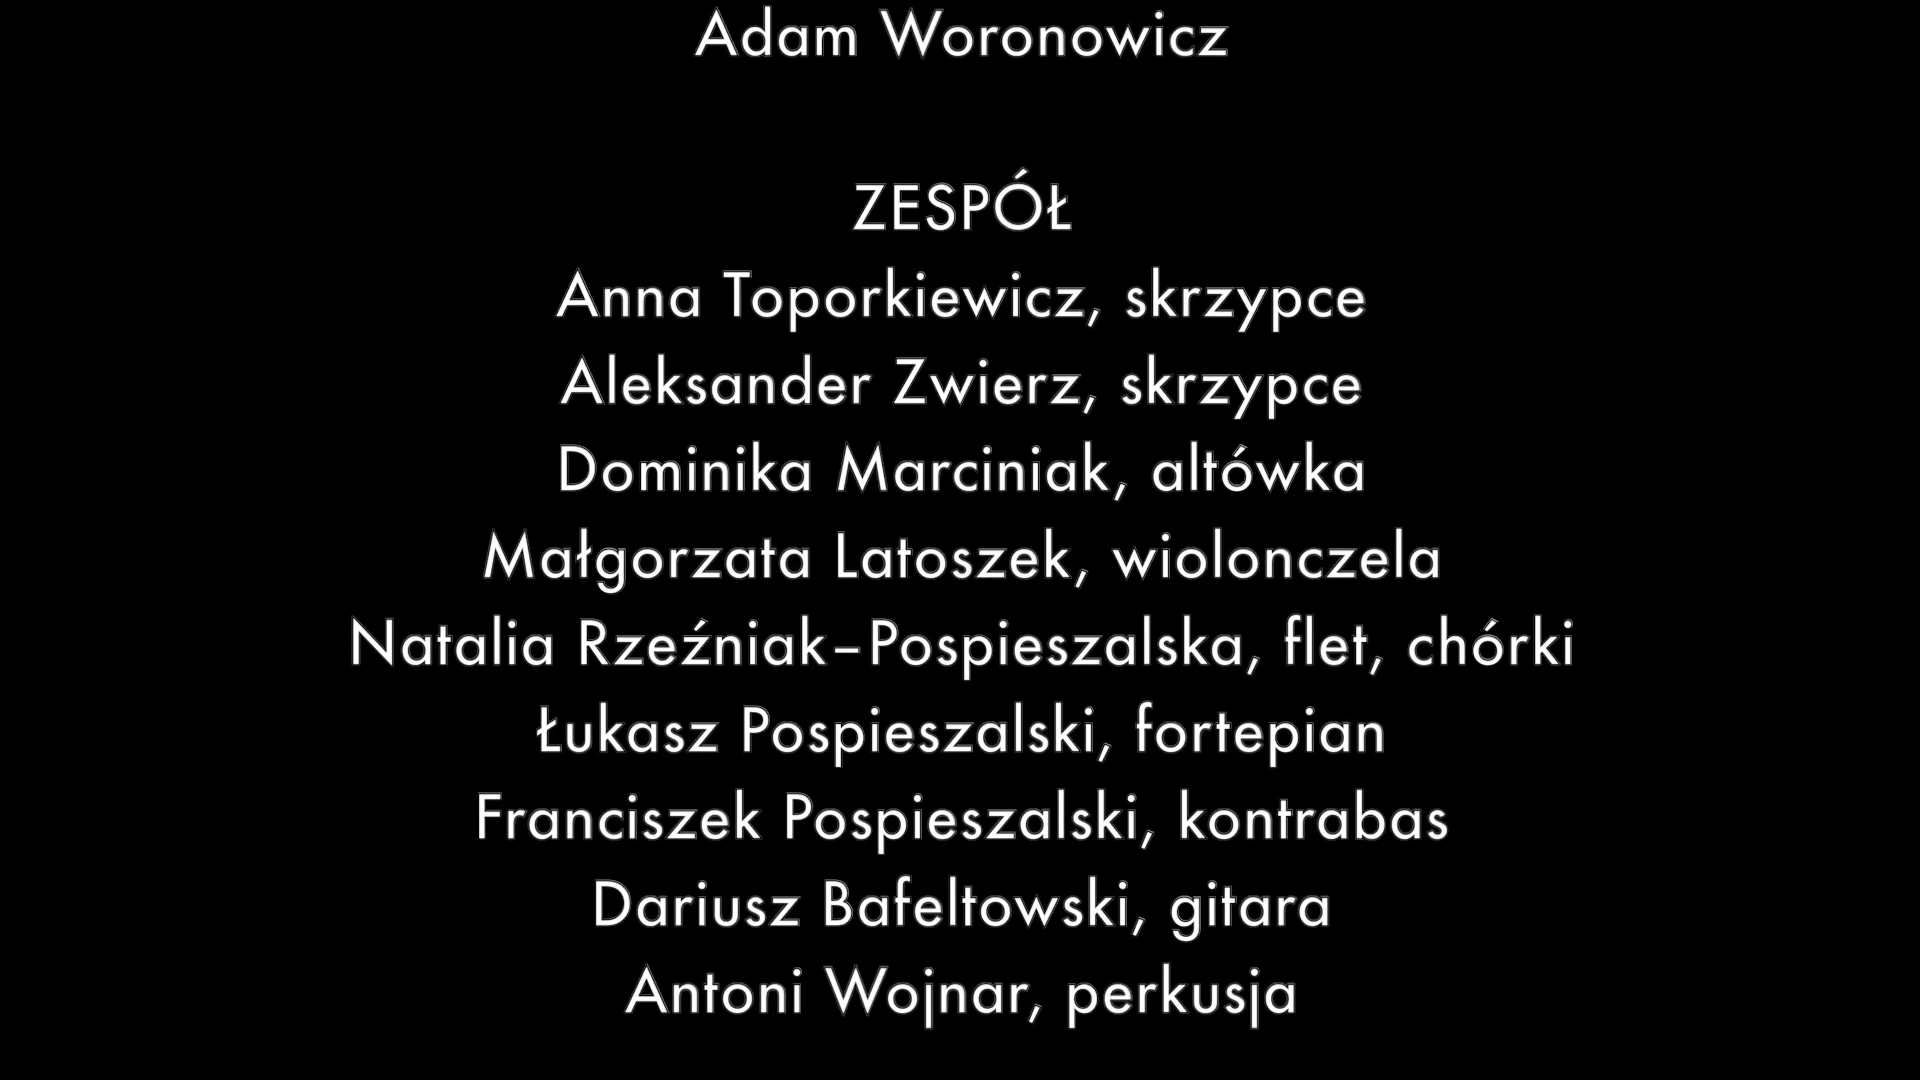 Adam Woronowicz
ZESPÓŁ
Anna Toporkiewicz, skrzypce
Aleksander Zwierz, skrzypce
Dominika Marciniak, altówka
Małgorzata Latoszek, wiolonczela
Natalia Rzeźniak–Pospieszalska, flet, chórki
Łukasz Pospieszalski, fortepian
Franciszek Pospieszalski, kontrabas
Dariusz Bafeltowski, gitara
Antoni Wojnar, perkusja